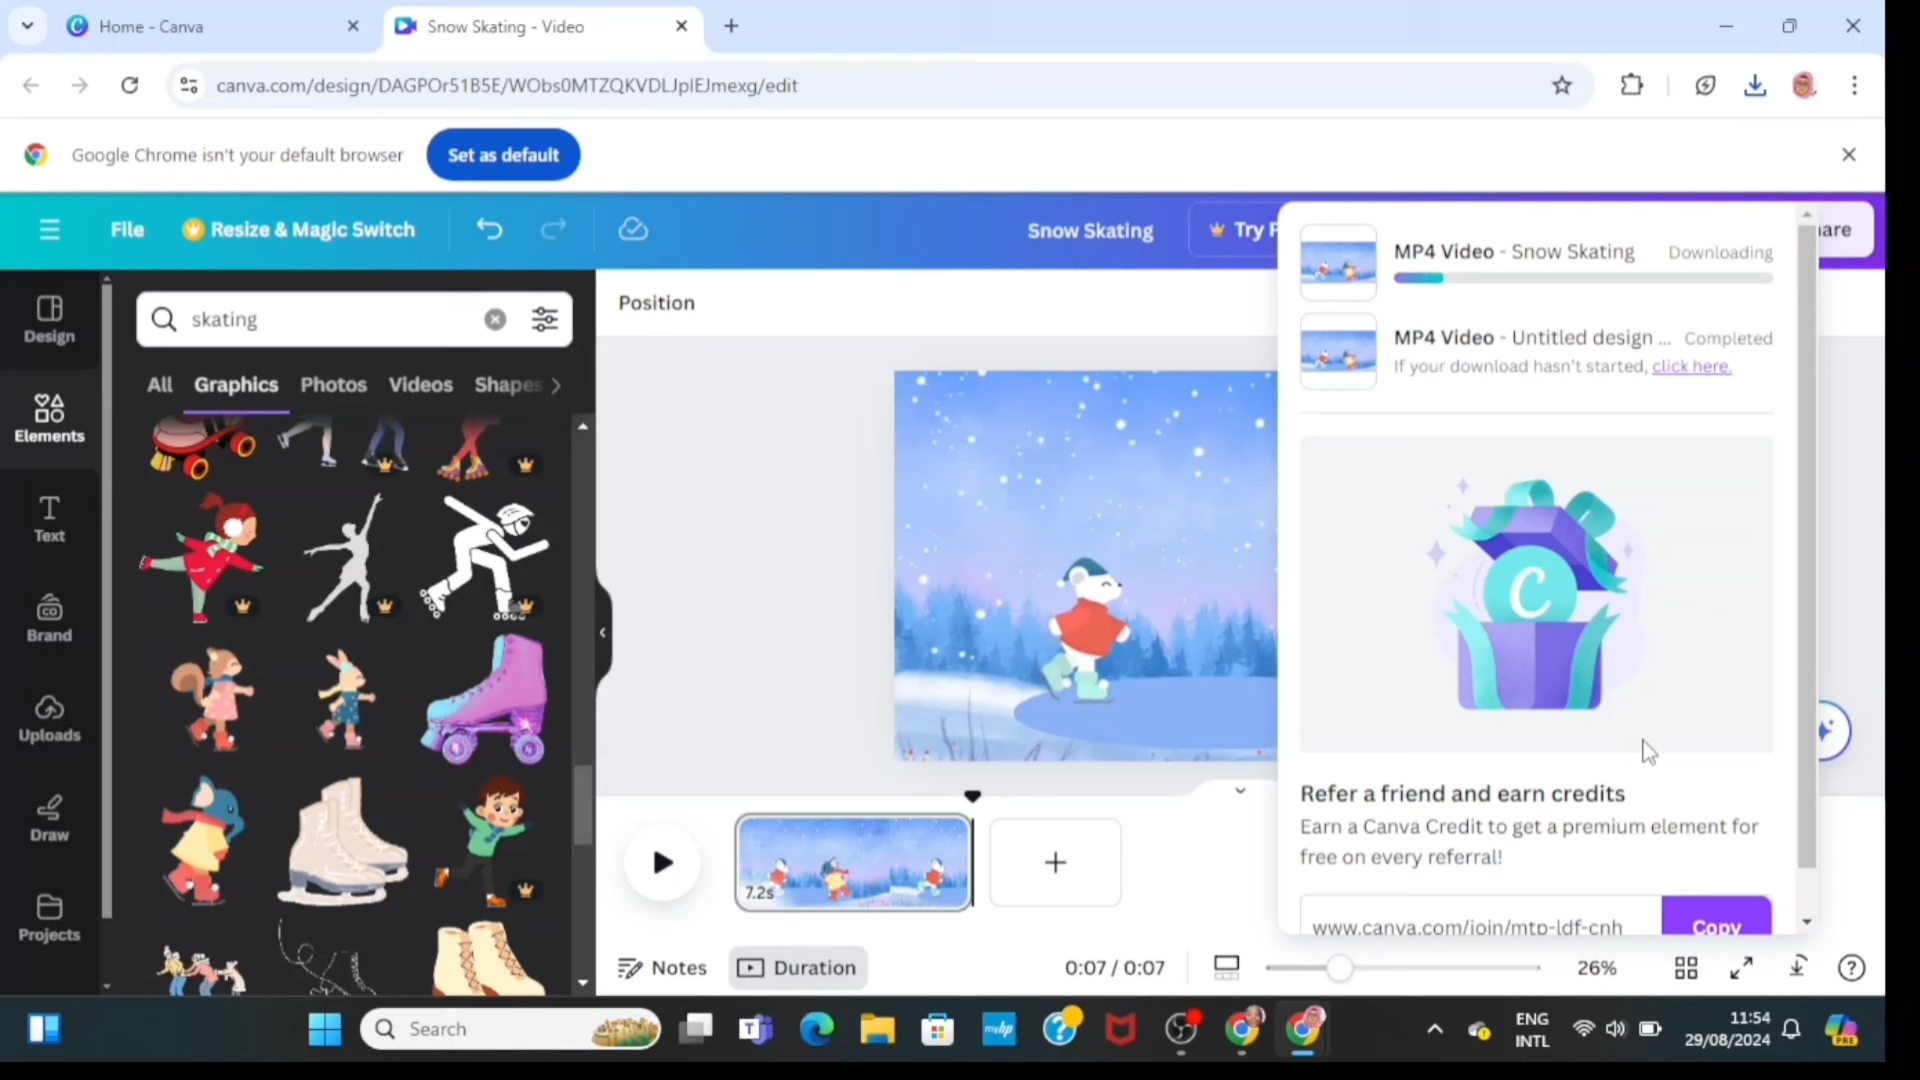 Home - Canva
Snow Skating - Video
canva.com/design/DAGPOr51B5E/WObs0MTZQKVDLJplEJmexg/edit
Google Chrome isn't your default browser
Set as default
File
Resize & Magic Switch
Snow Skating
Try
MP4 Video - Snow Skating
Downloading
MP4 Video - Untitled design ...
Completed
If your download hasn't started, click here.
Design
Elements
Text
Brand
Uploads
Draw
Projects
skating
All
Graphics
Photos
Videos
Shapes
Position
7.2s
Refer a friend and earn credits
Earn a Canva Credit to get a premium element for
free on every referral!
www.canva.com/join/mtp-ldf-cnh
Copy
Notes
Duration
0:07 / 0:07
26%
Search
ENG
INTL
11:54
29/08/2024
PRE